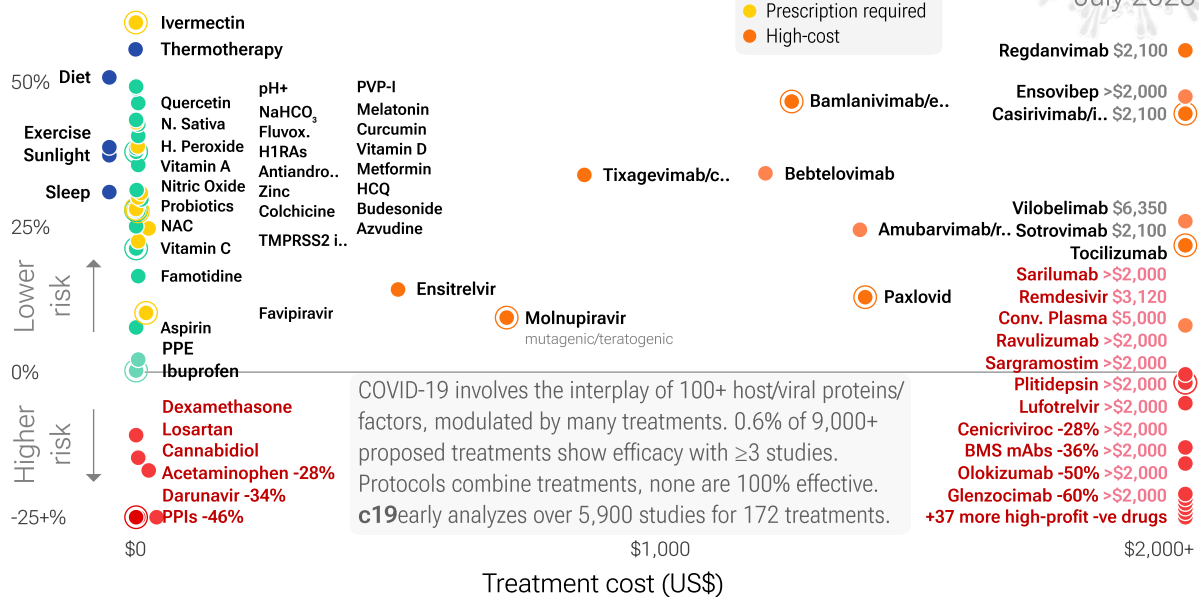 July 2025
Prescription required
High-cost
Ivermectin
Thermotherapy
Diet
50%
Quercetin
N. Sativa
Exercise
H. Peroxide
Sunlight
Vitamin A
Nitric Oxide
Sleep
Probiotics
NAC
25%
Vitamin C
Famotidine
Aspirin
PPE
0%
Ibuprofen
pH+
NaHCO3
Fluvox.
H1RAs
Antiandro..
Zinc
Colchicine
TMPRSS2 i..
Favipiravir
PVP-I
Melatonin
Curcumin
Vitamin D
Metformin
HCQ
Budesonide
Azvudine
Lower
risk
Higher
risk
Dexamethasone
Losartan
Cannabidiol
Acetaminophen -28%
Darunavir -34%
-25+%
PPIs -46%
Ensitrelvir
Molnupiravir
mutagenic/teratogenic
Tixagevimab/c..
Bamlanivimab/e..
Bebtelovimab
Amubarvimab/r..
Paxlovid
Regdanvimab $2,100
Ensovibep >$2,000
Casirivimab/i.. $2,100
Vilobelimab $6,350
Sotrovimab $2,100
Tocilizumab
Sarilumab >$2,000
Remdesivir $3,120
Conv. Plasma $5,000
Ravulizumab >$2,000
Sargramostim >$2,000
Plitidepsin >$2,000
Lufotrelvir >$2,000
Cenicriviroc -28% >$2,000
BMS mAbs -36% >$2,000
Olokizumab -50% >$2,000
Glenzocimab -60% >$2,000
+37 more high-profit -ve drugs
COVID-19 involves the interplay of 100+ host/viral proteins/
factors, modulated by many treatments. 0.6% of 9,000+
proposed treatments show efficacy with ≥3 studies.
Protocols combine treatments, none are 100% effective.
c19early analyzes over 5,900 studies for 172 treatments.
$0
$1,000
$2,000+
Treatment cost (US$)